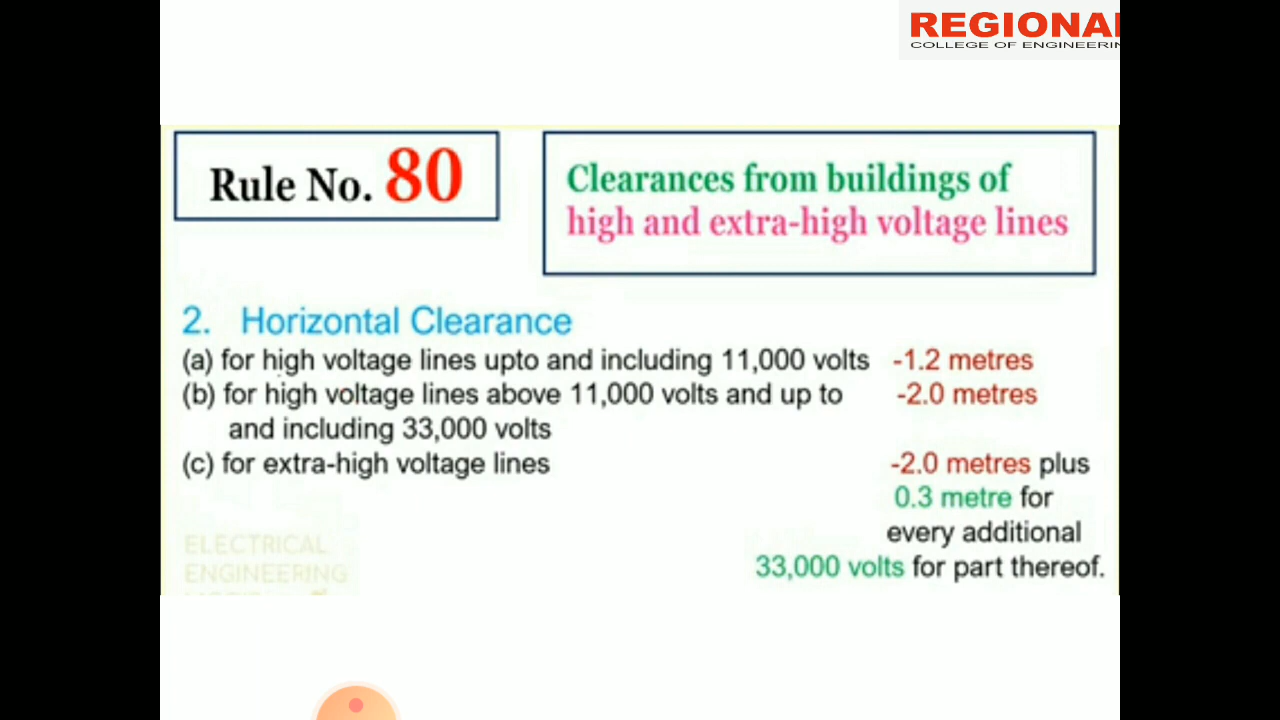 REGIONAL
COLLEGE OF ENGINEERIN
Rule No. 80
Clearances from buildings of
high and extra-high voltage lines
2. Horizontal Clearance
(a) for high voltage lines upto and including 11,000 volts -1.2 metres
(b) for high voltage lines above 11,000 volts and up to -2.0 metres
and including 33,000 volts
(c) for extra-high voltage lines -2.0 metres plus
0.3 metre for
every additional
33,000 volts for part thereof.
ELECTRICAL
ENGINEERING